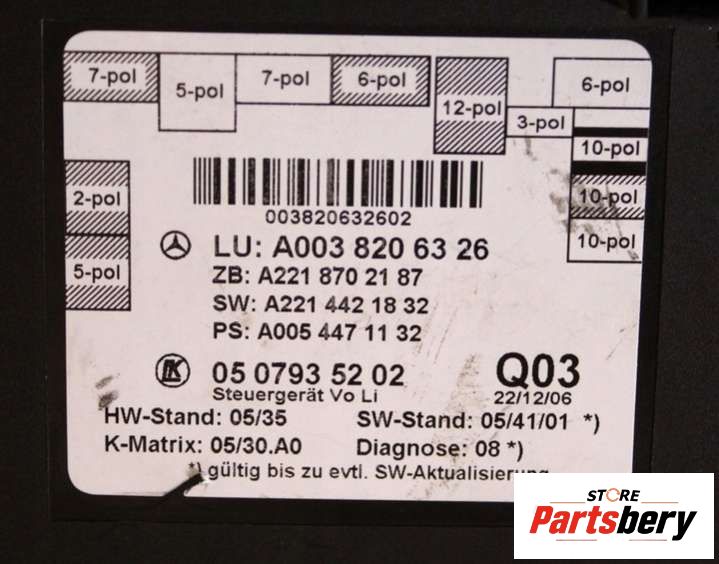 7-pol
5-pol
7-pol
6-pol
12-pol
3-pol
6-pol
10-pol
10-pol
10-pol
2-pol
5-pol
003820632602
LU: A003 820 63 26
ZB: A221 870 21 87
SW: A221 442 18 32
PS: A005 447 11 32
LK 05 0793 52 02
Steuergerät Vo Li
Q03
22/12/06
HW-Stand: 05/35 SW-Stand: 05/41/01 *)
K-Matrix: 05/30.A0 Diagnose: 08 *)
*) gültig bis zu evtl. SW-Aktualisierung
STORE
Partsbery